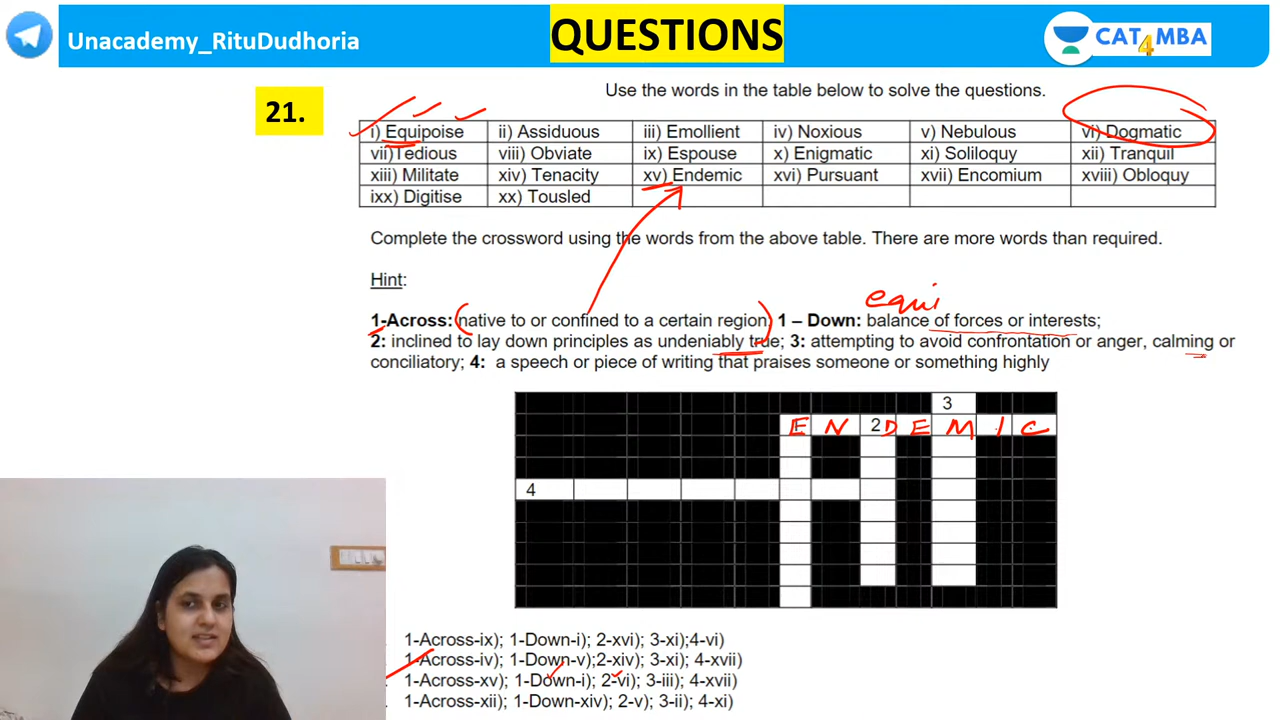 Unacademy_RituDudhoria
QUESTIONS
CAT4MBA
21.
Use the words in the table below to solve the questions.
i) Equipoise ii) Assiduous iii) Emollient iv) Noxious v) Nebulous vi) Dogmatic
vii)Tedious viii) Obviate ix) Espouse x) Enigmatic xi) Soliloquy xii) Tranquil
xiii) Militate xiv) Tenacity xv) Endemic xvi) Pursuant xvii) Encomium xviii) Obloquy
ixx) Digitise xx) Tousled
Complete the crossword using the words from the above table. There are more words than required.
Hint:
equi
1-Across: (native to or confined to a certain region) 1 – Down: balance of forces or interests;
2: inclined to lay down principles as undeniably true; 3: attempting to avoid confrontation or anger, calming or
conciliatory; 4: a speech or piece of writing that praises someone or something highly
3
E N 2 D E M I C
4
1-Across-ix); 1-Down-i); 2-xvi); 3-xi);4-vi)
1-Across-iv); 1-Down-v);2-xiv); 3-xi); 4-xvii)
1-Across-xv); 1-Down-i); 2-vi); 3-iii); 4-xvii)
1-Across-xii); 1-Down-xiv); 2-v); 3-ii); 4-xi)